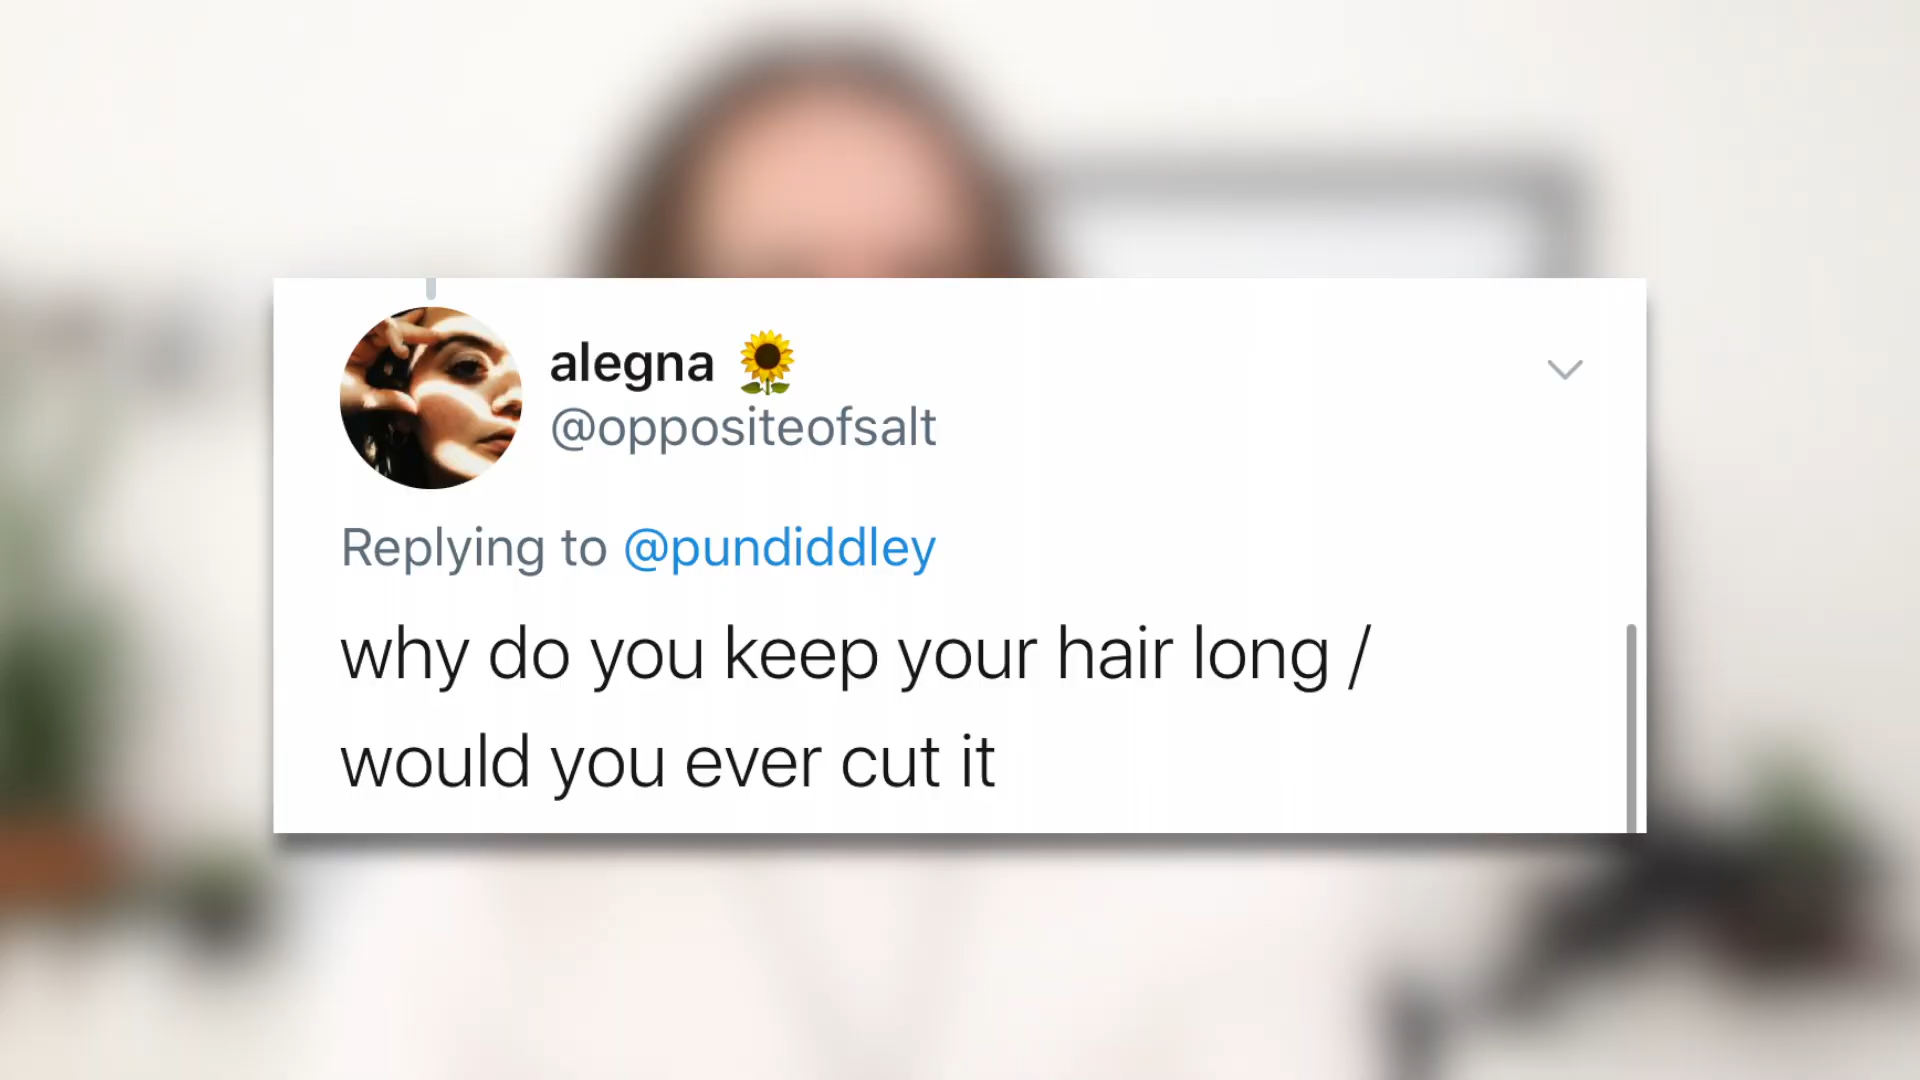 alegna 🌻
@oppositeofsalt
Replying to @pundiddley
why do you keep your hair long /
would you ever cut it